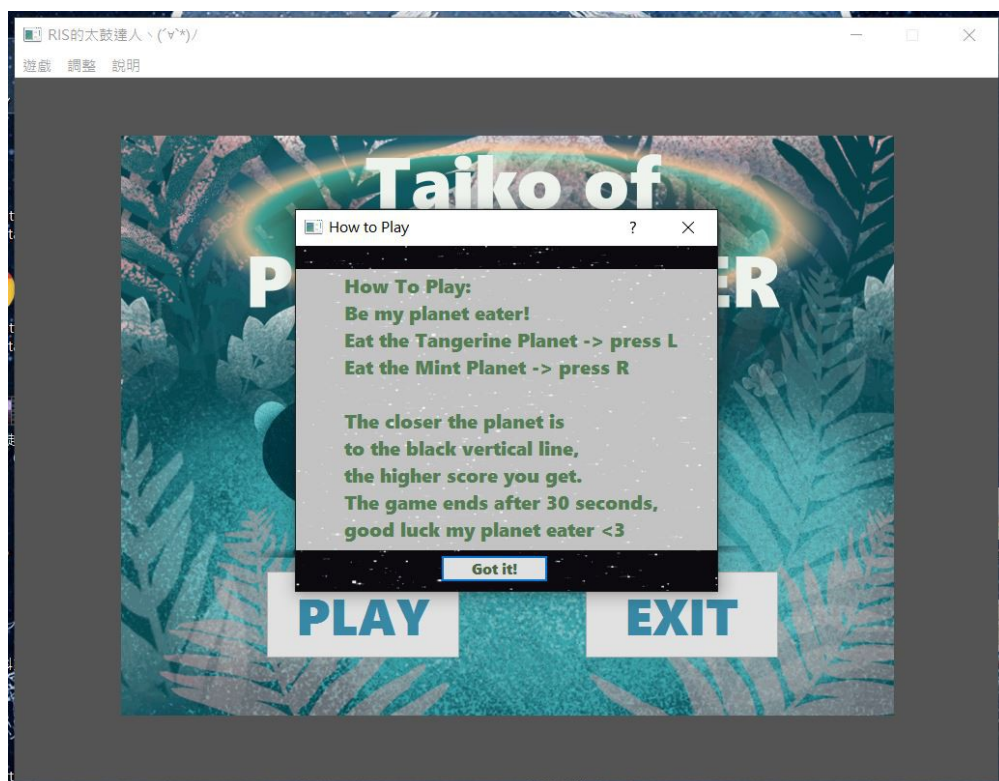 RIS的太鼓達人ヽ(´∀`*)ﾉ
遊戲 調整 說明
Taiko of
P ER
How to Play
How To Play:
Be my planet eater!
Eat the Tangerine Planet -> press L
Eat the Mint Planet -> press R
The closer the planet is
to the black vertical line,
the higher score you get.
The game ends after 30 seconds,
good luck my planet eater <3
Got it!
PLAY EXIT